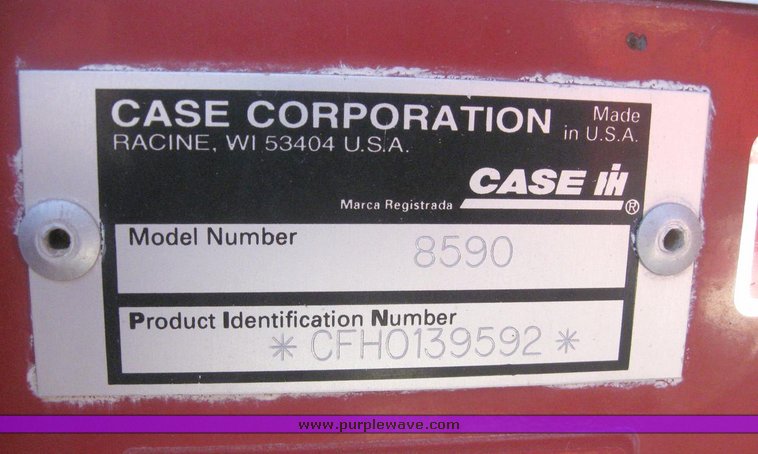 CASE CORPORATION
RACINE, WI 53404 U.S.A.
Made
in U.S.A.
CASE IH
Marca Registrada ®
Model Number 8590
Product Identification Number
* CFH0139592 *
www.purplewave.com